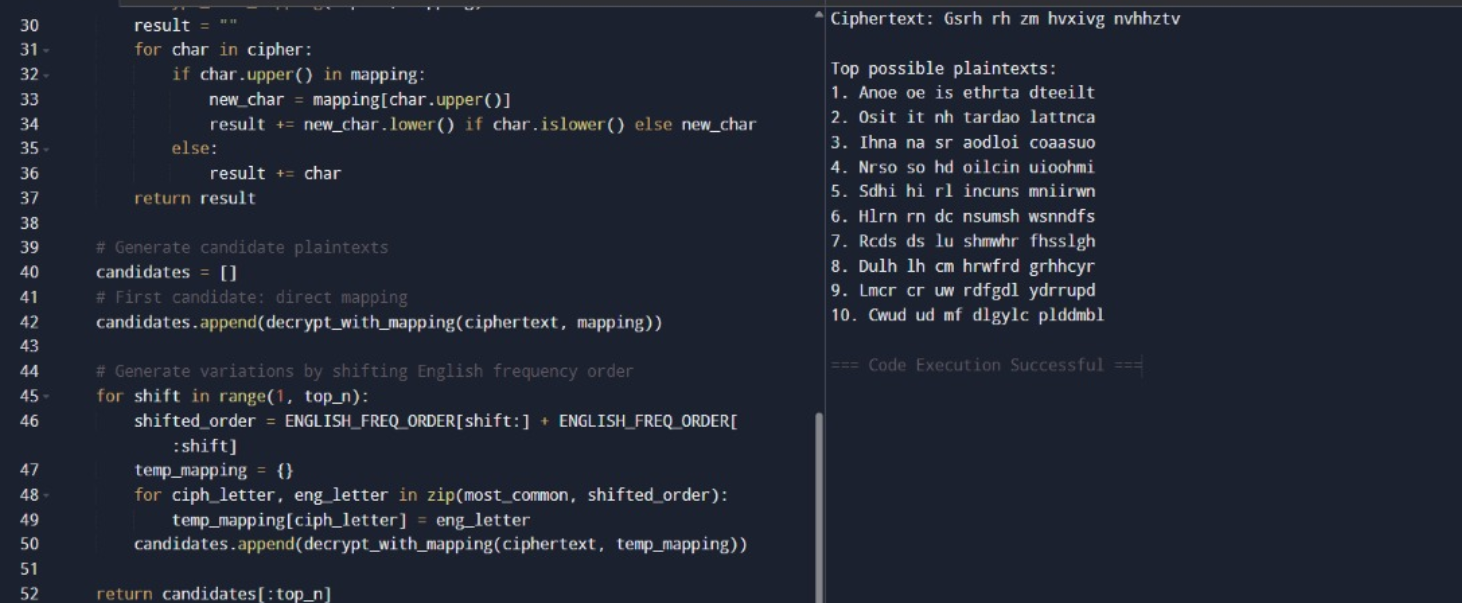 30 result = ""
31 for char in cipher:
32 if char.upper() in mapping:
33 new_char = mapping[char.upper()]
34 result += new_char.lower() if char.islower() else new_char
35 else:
36 result += char
37 return result
38
39 # Generate candidate plaintexts
40 candidates = []
41 # First candidate: direct mapping
42 candidates.append(decrypt_with_mapping(ciphertext, mapping))
43
44 # Generate variations by shifting English frequency order
45 for shift in range(1, top_n):
46 shifted_order = ENGLISH_FREQ_ORDER[shift:] + ENGLISH_FREQ_ORDER[
:shift]
47 temp_mapping = {}
48 for ciph_letter, eng_letter in zip(most_common, shifted_order):
49 temp_mapping[ciph_letter] = eng_letter
50 candidates.append(decrypt_with_mapping(ciphertext, temp_mapping))
51
52 return candidates[:top_n]
Ciphertext: Gsrh rh zm hvxivg nvhhztv
Top possible plaintexts:
1. Anoe oe is ethrta dteeilt
2. Osit it nh tardao lattnca
3. Ihna na sr aodloi coaasuo
4. Nrso so hd oilcin uioohmi
5. Sdhi hi rl incuns mniirwn
6. Hlrn rn dc nsumsh wsnndfs
7. Rcds ds lu shmwhr fhsslgh
8. Dulh lh cm hrwfrd grhhcyr
9. Lmcr cr uw rdfgdl ydrrupd
10. Cwud ud mf dlgylc plddmbl
=== Code Execution Successful ===